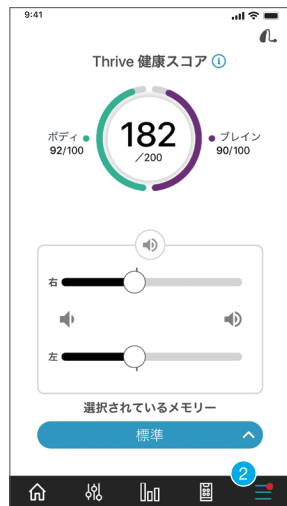 9:41
Thrive 健康スコア
ボディ
92/100
182
/200
ブレイン
90/100
右
左
選択されているメモリー
標準
2